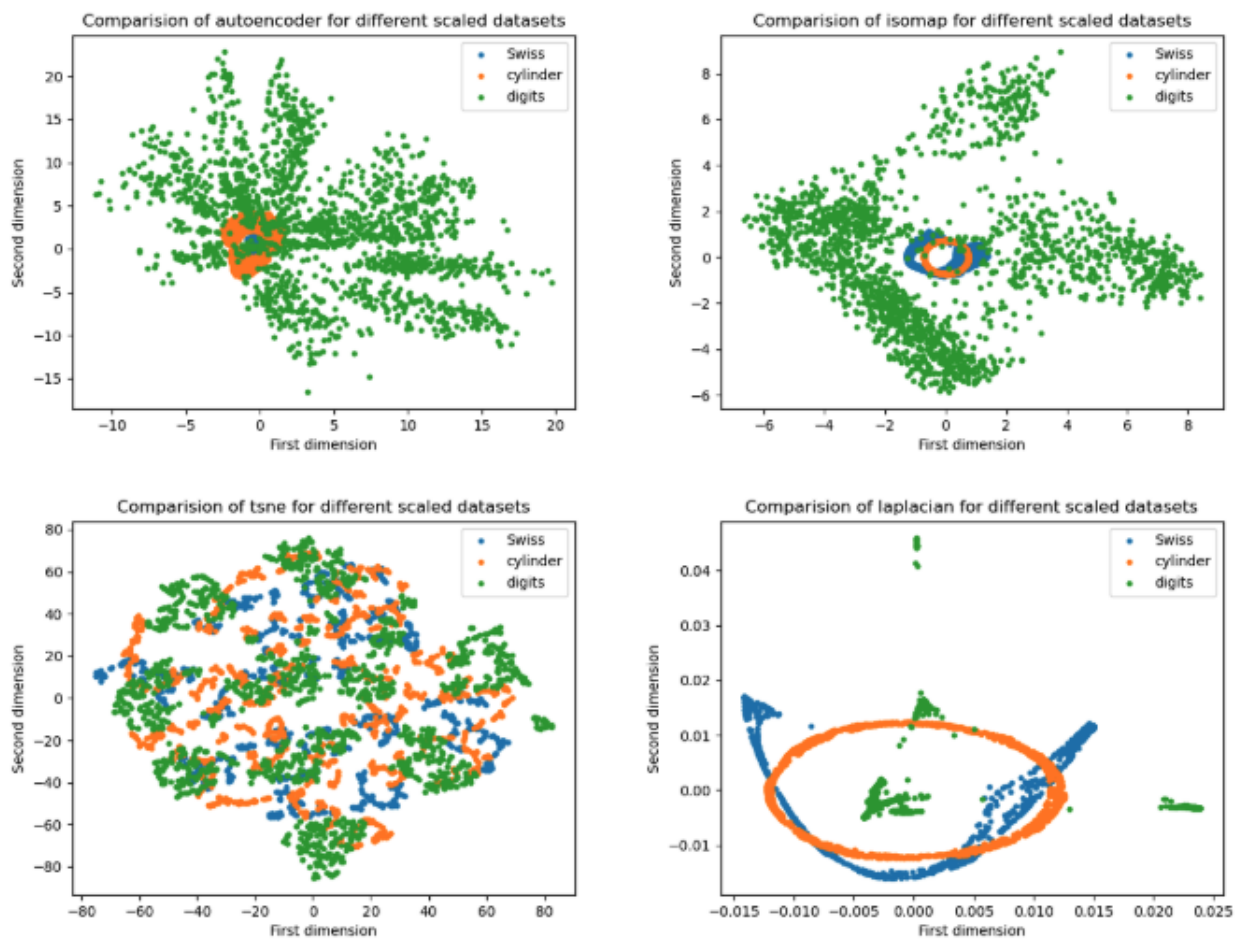 Comparision of autoencoder for different scaled datasets
Swiss
cylinder
digits
20
15
10
5
0
−5
−10
−15
Second dimension
−10 −5 0 5 10 15 20
First dimension
Comparision of isomap for different scaled datasets
Swiss
cylinder
digits
8
6
4
2
0
−2
−4
−6
Second dimension
−6 −4 −2 0 2 4 6 8
First dimension
Comparision of tsne for different scaled datasets
Swiss
cylinder
digits
80
60
40
20
0
−20
−40
−60
−80
Second dimension
−80 −60 −40 −20 0 20 40 60 80
First dimension
Comparision of laplacian for different scaled datasets
Swiss
cylinder
digits
0.04
0.03
0.02
0.01
0.00
−0.01
Second dimension
−0.015 −0.010 −0.005 0.000 0.005 0.010 0.015 0.020 0.025
First dimension